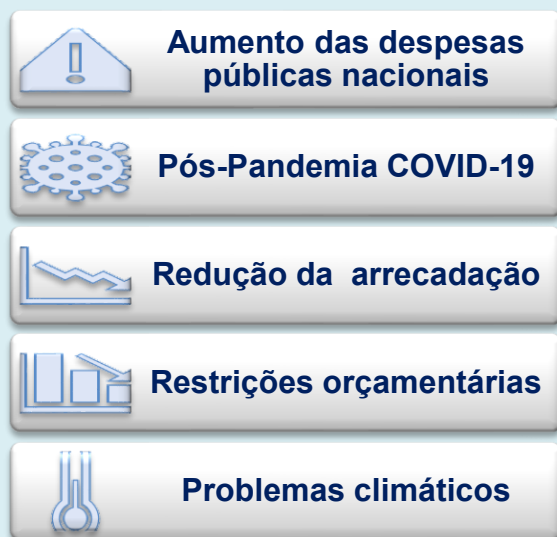 Aumento das despesas
públicas nacionais
Pós-Pandemia COVID-19
Redução da arrecadação
Restrições orçamentárias
Problemas climáticos